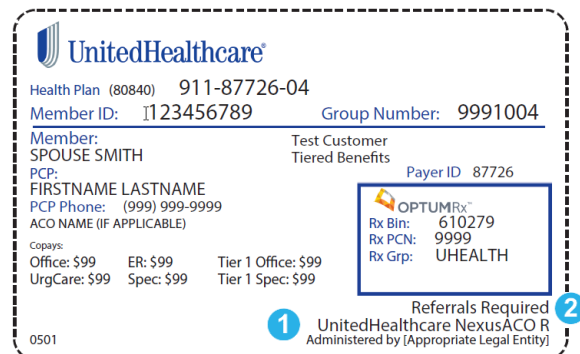 UnitedHealthcare®
Health Plan (80840) 911-87726-04
Member ID: 123456789 Group Number: 9991004
Member:
SPOUSE SMITH
Test Customer
Tiered Benefits
PCP:
FIRSTNAME LASTNAME
Payer ID 87726
PCP Phone: (999) 999-9999
ACO NAME (IF APPLICABLE)
OPTUMRx™
Rx Bin: 610279
Rx PCN: 9999
Rx Grp: UHEALTH
Copays:
Office: $99 ER: $99 Tier 1 Office: $99
UrgCare: $99 Spec: $99 Tier 1 Spec: $99
Referrals Required 2
1 UnitedHealthcare NexusACO R
0501 Administered by [Appropriate Legal Entity]